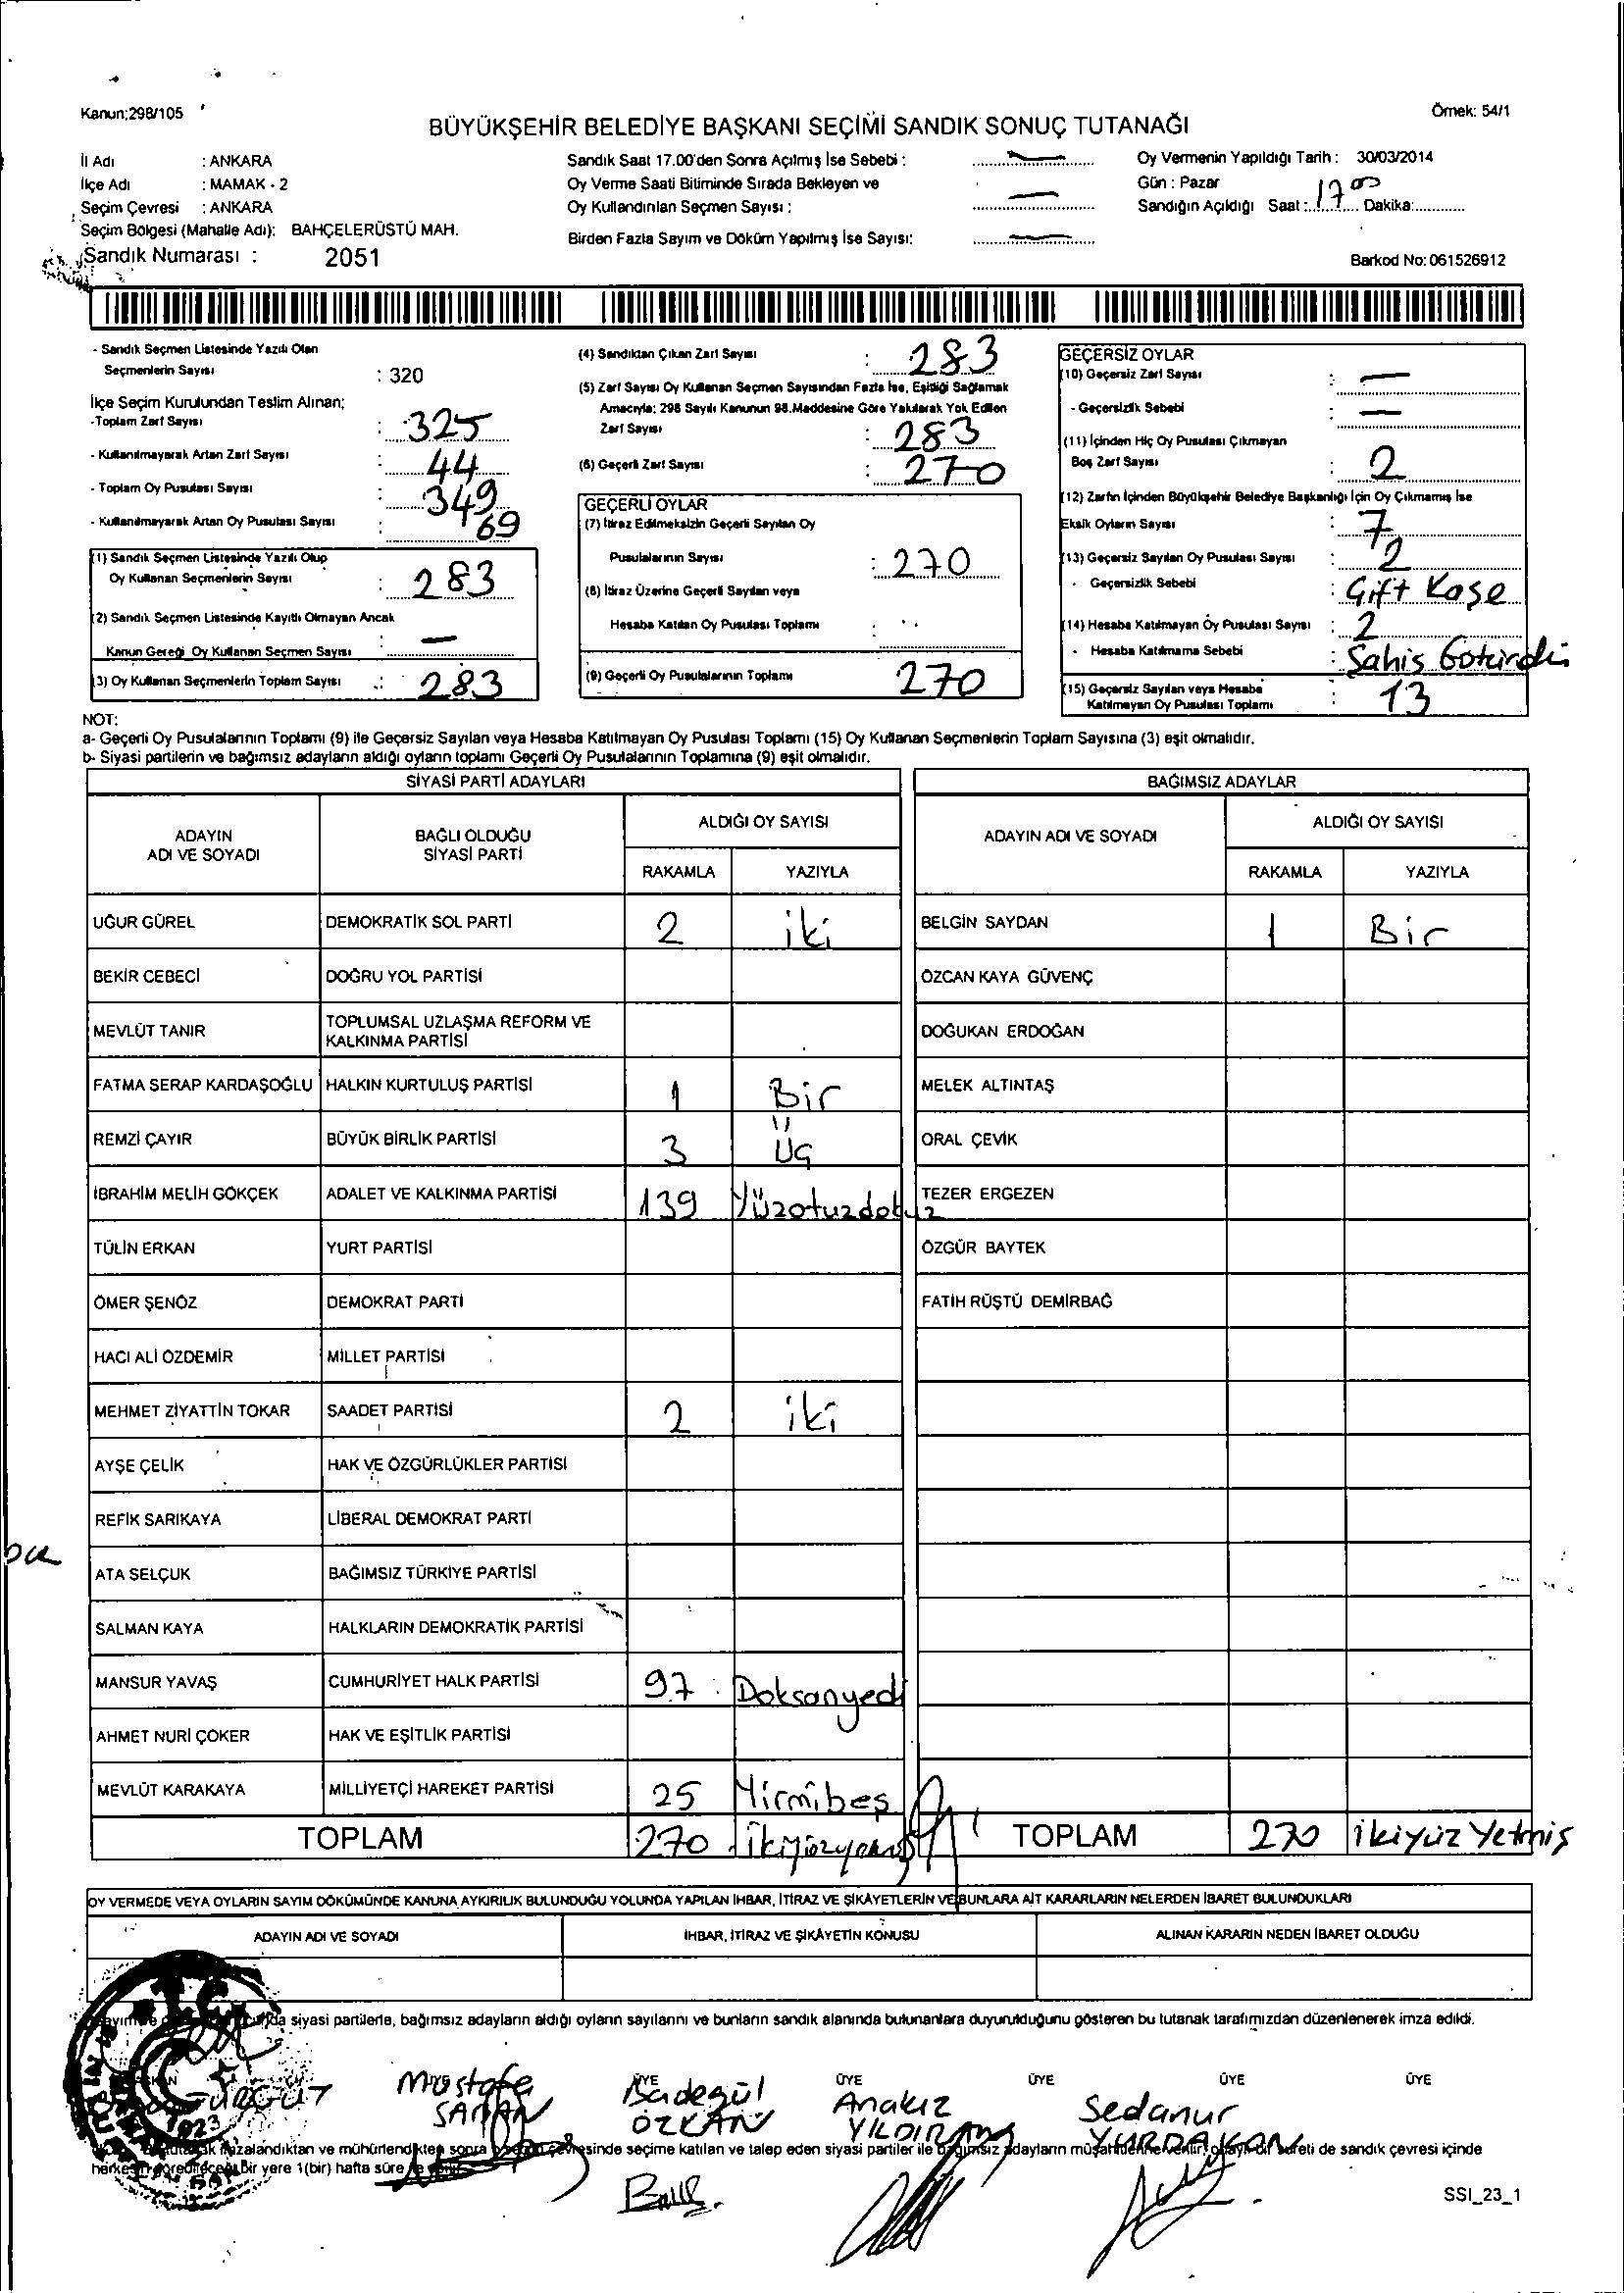 Kanun;298/105
Örnek: 54/1
BÜYÜKŞEHİR BELEDİYE BAŞKANI SEÇİMİ SANDIK SONUÇ TUTANAĞI
İl Adı : ANKARA
İlçe Adı : MAMAK - 2
Seçim Çevresi : ANKARA
Seçim Bölgesi (Mahalle Adı): BAHÇELERÜSTÜ MAH.
Sandık Numarası : 2051
Sandık Saat 17.00'den Sonra Açılmış İse Sebebi : —
Oy Verme Saati Bitiminde Sırada Bekleyen ve
Oy Kullandırılan Seçmen Sayısı : —
Birden Fazla Sayım ve Döküm Yapılmış İse Sayısı: —
Oy Vermenin Yapıldığı Tarih : 30/03/2014
Gün : Pazar
Sandığın Açıldığı Saat : 17 00 Dakika:
Barkod No: 061526912
- Sandık Seçmen Listesinde Yazılı Olan
Seçmenlerin Sayısı : 320
İlçe Seçim Kurulundan Teslim Alınan;
-Toplam Zarf Sayısı : 325
- Kullanılmayarak Artan Zarf Sayısı : 44
- Toplam Oy Pusulası Sayısı : 349
- Kullanılmayarak Artan Oy Pusulası Sayısı : 69
(1) Sandık Seçmen Listesinde Yazılı Olup
Oy Kullanan Seçmenlerin Sayısı : 283
(2) Sandık Seçmen Listesinde Kayıtlı Olmayan Ancak
Kanun Gereği Oy Kullanan Seçmen Sayısı : —
(3) Oy Kullanan Seçmenlerin Toplam Sayısı : 283
(4) Sandıktan Çıkan Zarf Sayısı : 283
(5) Zarf Sayısı Oy Kullanan Seçmen Sayısından Fazla İse, Eşitliği Sağlamak
Amacıyla; 298 Sayılı Kanunun 98.Maddesine Göre Yakılarak Yok Edilen
Zarf Sayısı : 283
(6) Geçerli Zarf Sayısı : 270
GEÇERLİ OYLAR
(7) İtiraz Edilmeksizin Geçerli Sayılan Oy
Pusulalarının Sayısı : 270
(8) İtiraz Üzerine Geçerli Sayılan veya
Hesaba Katılan Oy Pusulası Toplamı :
(9) Geçerli Oy Pusulalarının Toplamı 270
GEÇERSİZ OYLAR
(10) Geçersiz Zarf Sayısı : —
- Geçersizlik Sebebi : —
(11) İçinden Hiç Oy Pusulası Çıkmayan
Boş Zarf Sayısı : 2
(12) Zarfın İçinden Büyükşehir Belediye Başkanlığı İçin Oy Çıkmamış İse
Eksik Oyların Sayısı : 7
(13) Geçersiz Sayılan Oy Pusulası Sayısı : 2
- Geçersizlik Sebebi : Çift Kaşe
(14) Hesaba Katılmayan Oy Pusulası Sayısı : 2
- Hesaba Katılmama Sebebi : Sahis Götürdü
(15) Geçersiz Sayılan veya Hesaba
Katılmayan Oy Pusulası Toplamı : 13
NOT:
a- Geçerli Oy Pusulalarının Toplamı (9) ile Geçersiz Sayılan veya Hesaba Katılmayan Oy Pusulası Toplamı (15) Oy Kullanan Seçmenlerin Toplam Sayısına (3) eşit olmalıdır.
b- Siyasi partilerin ve bağımsız adayların aldığı oyların toplamı Geçerli Oy Pusulalarının Toplamına (9) eşit olmalıdır.
SİYASİ PARTİ ADAYLARI
ADAYIN ADI VE SOYADI
BAĞLI OLDUĞU SİYASİ PARTİ
ALDIĞI OY SAYISI
RAKAMLA YAZIYLA
UĞUR GÜREL DEMOKRATİK SOL PARTİ 2 iki
BEKİR CEBECİ DOĞRU YOL PARTİSİ
MEVLÜT TANIR TOPLUMSAL UZLAŞMA REFORM VE KALKINMA PARTİSİ
FATMA SERAP KARDAŞOĞLU HALKIN KURTULUŞ PARTİSİ 1 Bir
REMZİ ÇAYIR BÜYÜK BİRLİK PARTİSİ 3 Üç
İBRAHİM MELİH GÖKÇEK ADALET VE KALKINMA PARTİSİ 139 Yüzotuzdokuz
TÜLİN ERKAN YURT PARTİSİ
ÖMER ŞENÖZ DEMOKRAT PARTİ
HACI ALİ ÖZDEMİR MİLLET PARTİSİ
MEHMET ZİYATTİN TOKAR SAADET PARTİSİ 2 iki
AYŞE ÇELİK HAK VE ÖZGÜRLÜKLER PARTİSİ
REFİK SARIKAYA LİBERAL DEMOKRAT PARTİ
ATA SELÇUK BAĞIMSIZ TÜRKİYE PARTİSİ
SALMAN KAYA HALKLARIN DEMOKRATİK PARTİSİ
MANSUR YAVAŞ CUMHURİYET HALK PARTİSİ 97 Doksanyedi
AHMET NURİ ÇOKER HAK VE EŞİTLİK PARTİSİ
MEVLÜT KARAKAYA MİLLİYETÇİ HAREKET PARTİSİ 25 Yirmibeş
TOPLAM 270
BAĞIMSIZ ADAYLAR
ADAYIN ADI VE SOYADI
ALDIĞI OY SAYISI
RAKAMLA YAZIYLA
BELGİN SAYDAN 1 Bir
ÖZCAN KAYA GÜVENÇ
DOĞUKAN ERDOĞAN
MELEK ALTINTAŞ
ORAL ÇEVİK
TEZER ERGEZEN
ÖZGÜR BAYTEK
FATİH RÜŞTÜ DEMİRBAĞ
TOPLAM 270 ikiyüz Yetmiş
OY VERMEDE VEYA OYLARIN SAYIM DÖKÜMÜNDE KANUNA AYKIRILIK BULUNDUĞU YOLUNDA YAPILAN İHBAR, İTİRAZ VE ŞİKÂYETLERİN VE BUNLARA AİT KARARLARIN NELERDEN İBARET BULUNDUKLARI
ADAYIN ADI VE SOYADI
İHBAR, İTİRAZ VE ŞİKÂYETİN KONUSU
ALINAN KARARIN NEDEN İBARET OLDUĞU
siyasi partilerle, bağımsız adayların aldığı oyların sayılarını ve bunların sandık alanında bulunanlara duyurulduğunu gösteren bu tutanak tarafımızdan düzenlenerek imza edildi.
ÜYE ÜYE ÜYE ÜYE ÜYE
Mustafa SAMAN
Badegül ÖZKAN
Anakız YILDIRIM
Sedanur YURDAKAN
imzalandıktan ve mühürlendikten sonra seçim çevresinde seçime katılan ve talep eden siyasi partiler ile bağımsız adayların müşahitlerine verilir, onaylı bir sureti de sandık çevresi içinde
herkesin görebileceği bir yere 1(bir) hafta süre ile
SSI_23_1